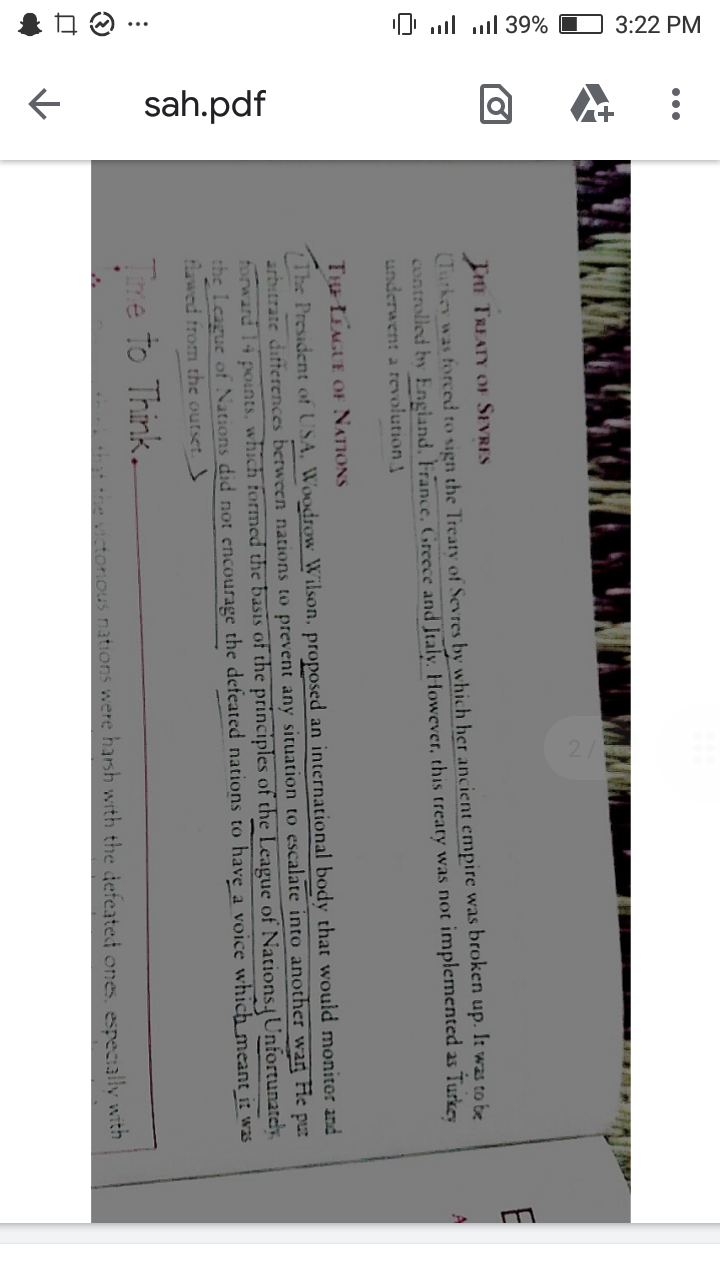 39% 3:22 PM
sah.pdf
THE TREATY OF SEVRES
Turkey was forced to sign the Treaty of Sevres by which her ancient empire was broken up. It was to be
controlled by England, France, Greece and Italy. However, this treaty was not implemented as Turkey
underwent a revolution.
THE LEAGUE OF NATIONS
The President of USA, Woodrow Wilson, proposed an international body that would monitor and
arbitrate differences between nations to prevent any situation to escalate into another war. He put
forward 14 points, which formed the basis of the principles of the League of Nations. Unfortunately,
the League of Nations did not encourage the defeated nations to have a voice which meant it was
flawed from the outset.
Time to Think
that the victorious nations were harsh with the defeated ones, especially with
2 /
E
A